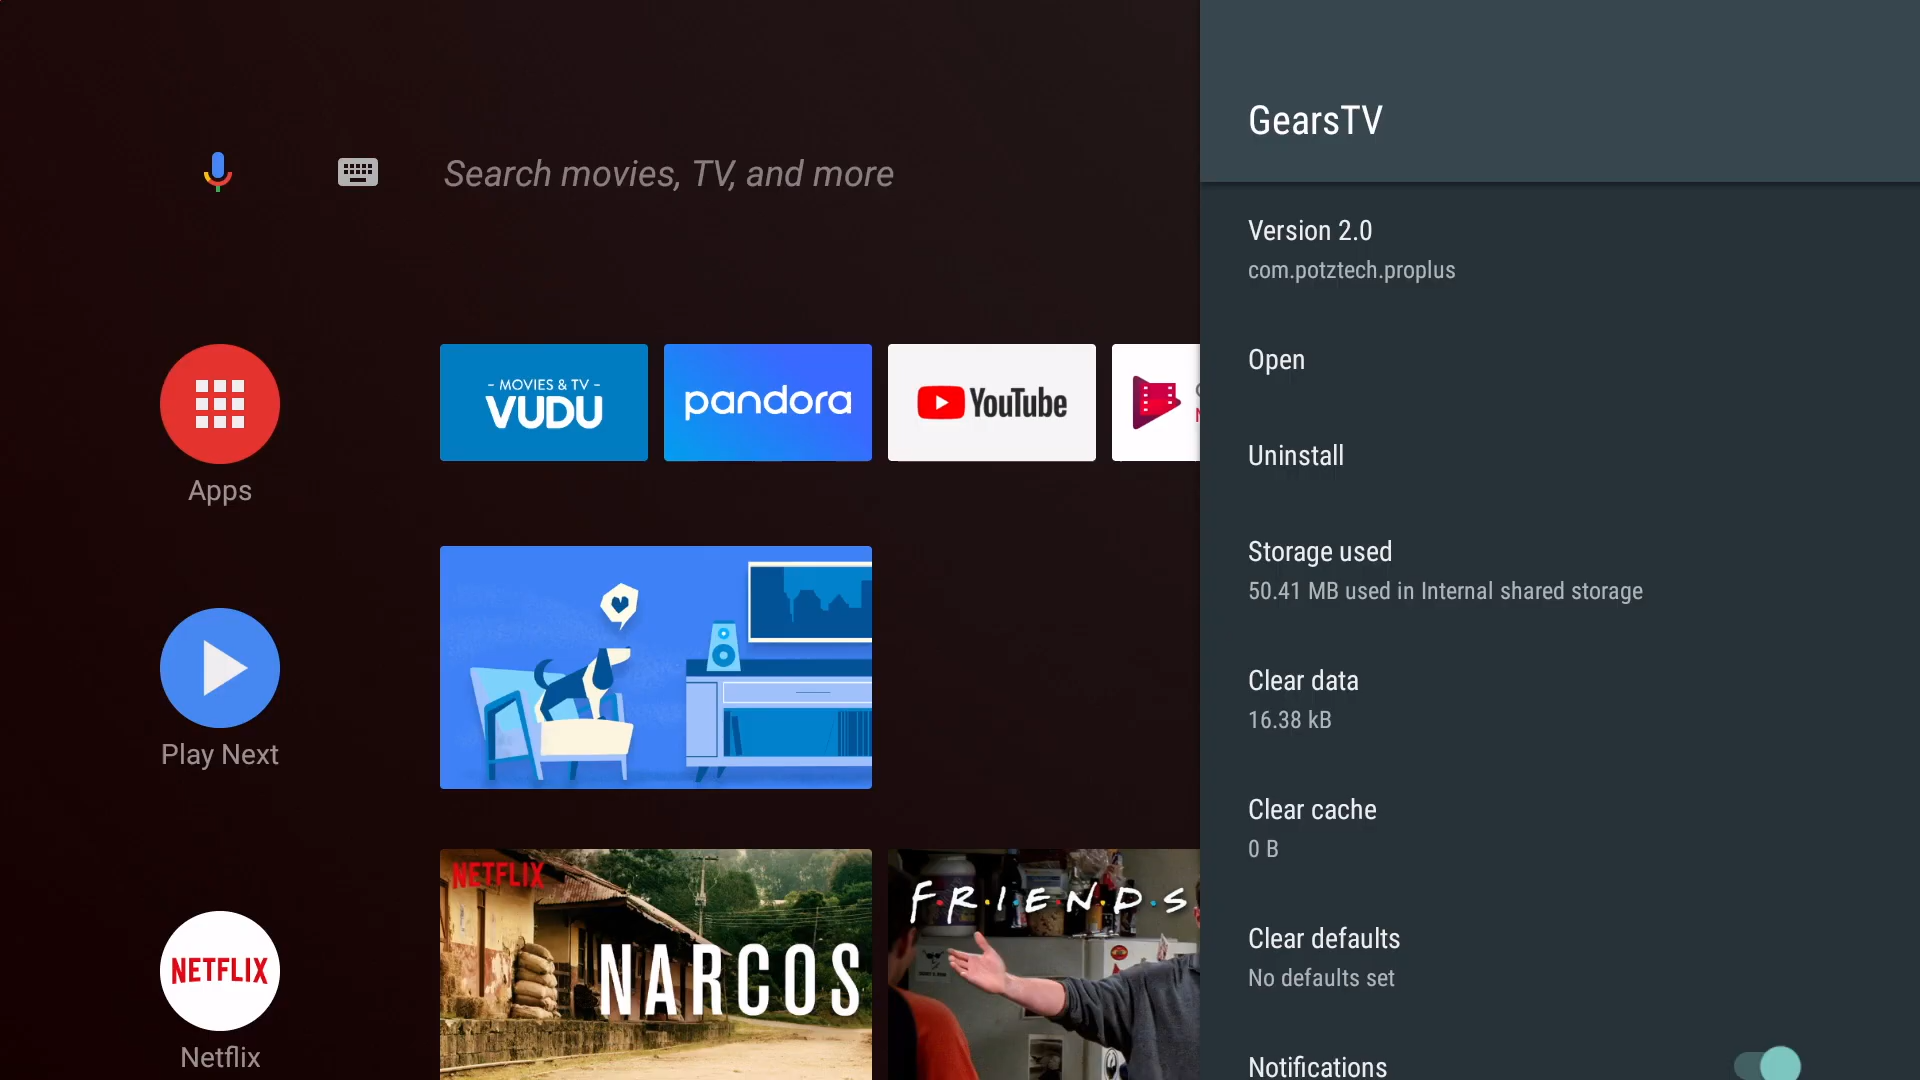 Search movies, TV, and more
Apps
- MOVIES & TV -
VUDU
pandora
YouTube
Play Next
NETFLIX
Netflix
NETFLIX
NARCOS
F.R.I.E.N.D.S
GearsTV
Version 2.0
com.potztech.proplus
Open
Uninstall
Storage used
50.41 MB used in Internal shared storage
Clear data
16.38 kB
Clear cache
0 B
Clear defaults
No defaults set
Notifications